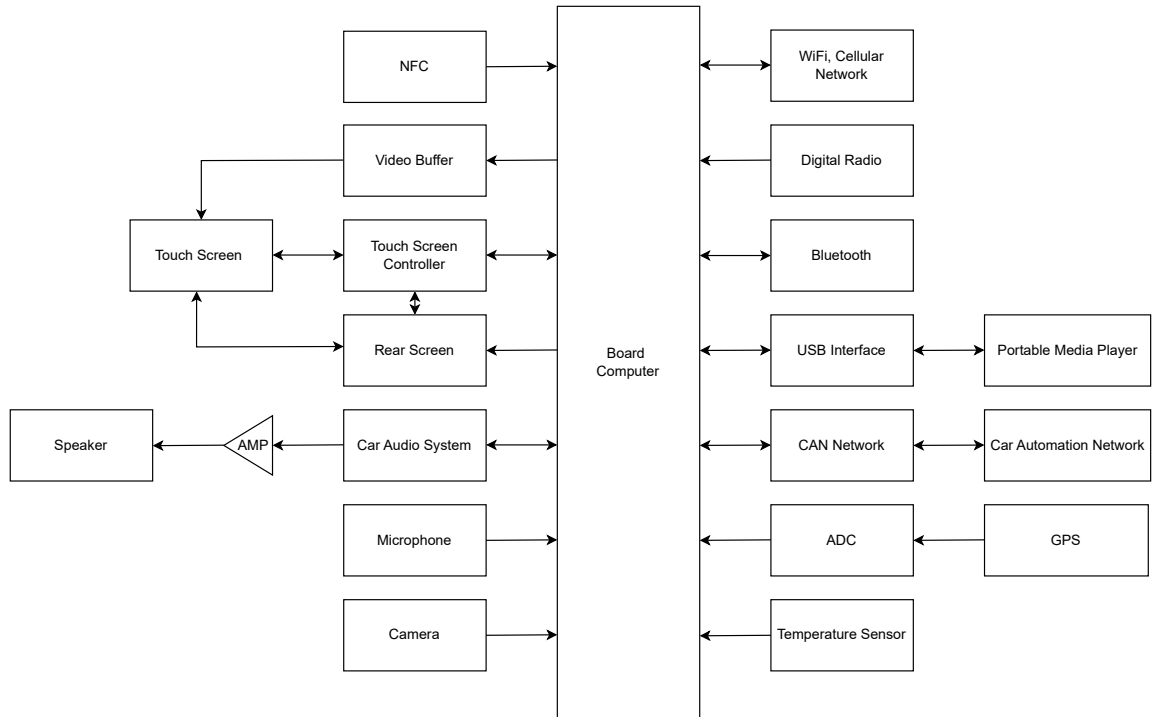 NFC
WiFi, Cellular
Network
Video Buffer
Digital Radio
Touch Screen
Touch Screen
Controller
Bluetooth
Rear Screen
Board
Computer
USB Interface
Portable Media Player
Speaker
AMP
Car Audio System
CAN Network
Car Automation Network
Microphone
ADC
GPS
Camera
Temperature Sensor